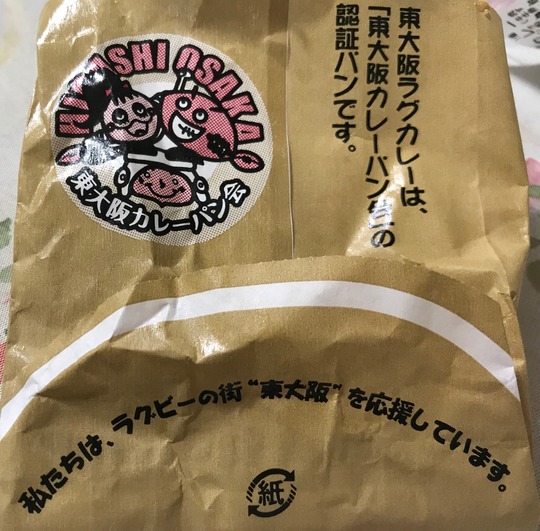 HIGASHI OSAKA
東大阪カレーパン会
東大阪ラグカレーは、
「東大阪カレーパン会」の
認証パンです。
私たちは、ラグビーの街“東大阪”を応援しています。
紙